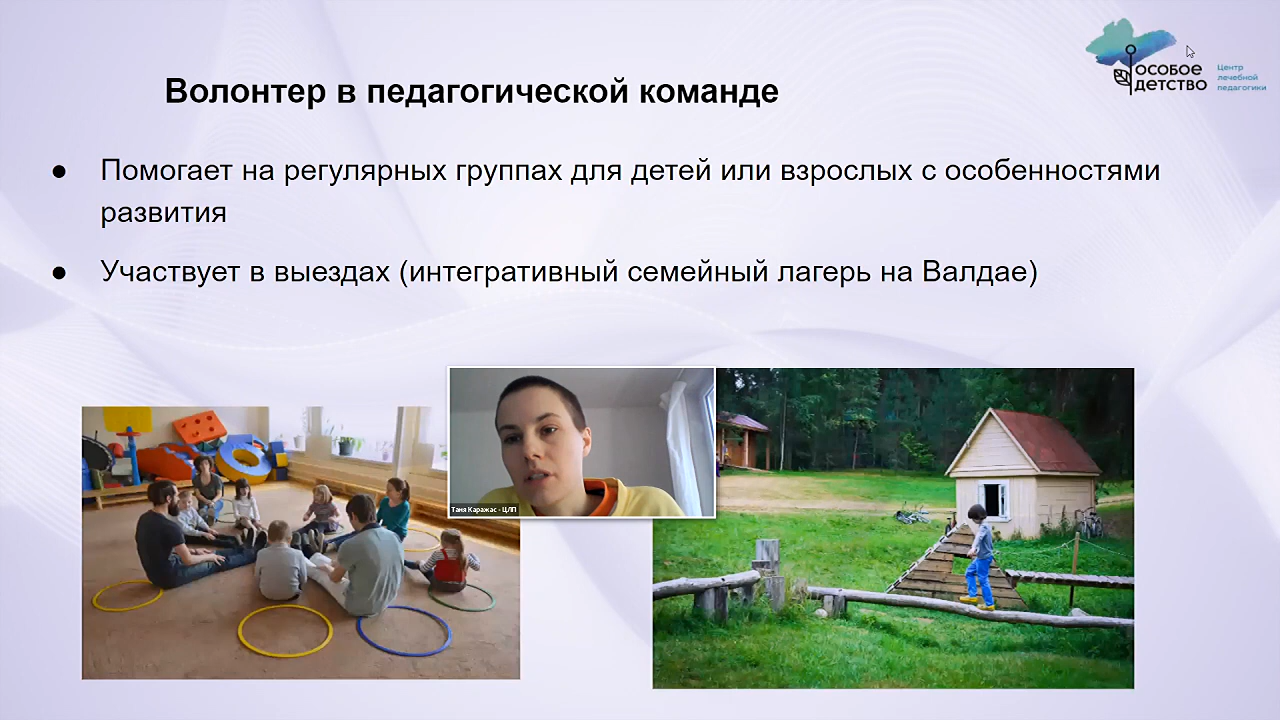 Волонтер в педагогической команде
особое
детство
Центр
лечебной
педагогики
● Помогает на регулярных группах для детей или взрослых с особенностями
развития
● Участвует в выездах (интегративный семейный лагерь на Валдае)
Таня Каражас - ЦЛП